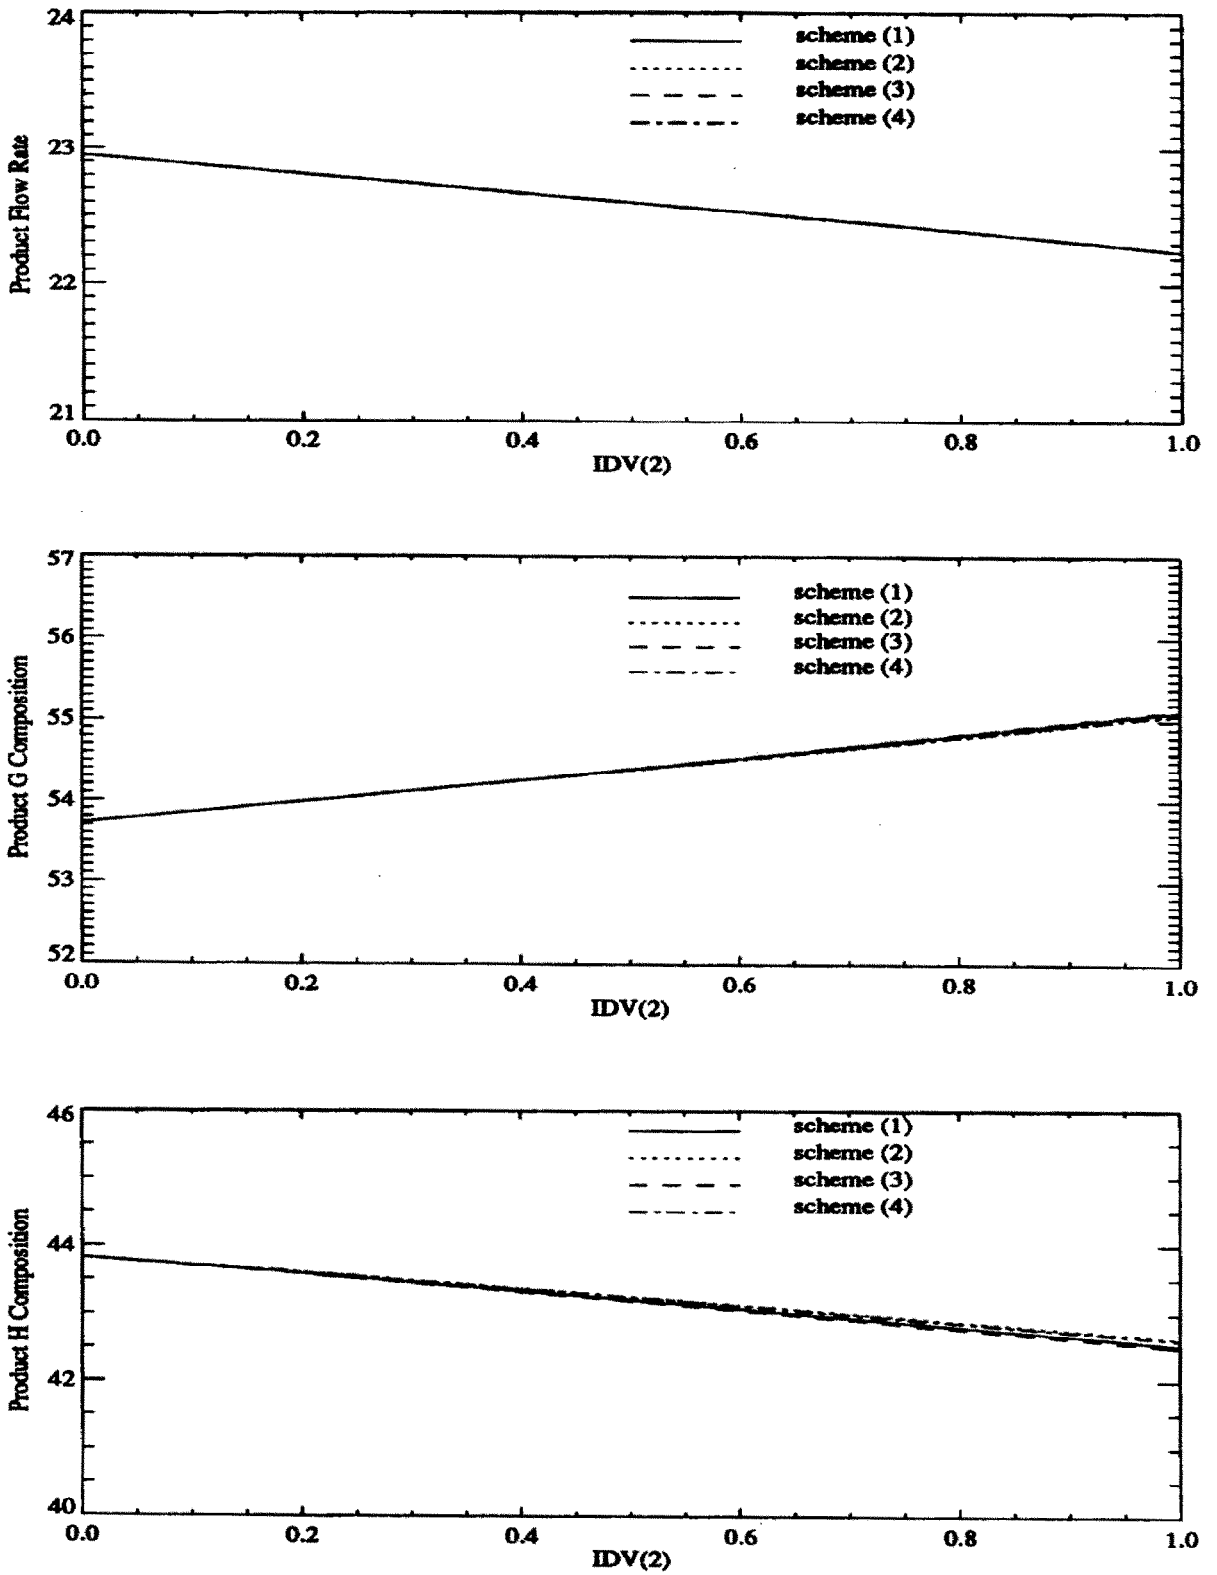 24
23
22
21
Product Flow Rate
scheme (1)
scheme (2)
scheme (3)
scheme (4)
0.0 0.2 0.4 0.6 0.8 1.0
IDV(2)
57
56
55
54
53
52
Product G Composition
scheme (1)
scheme (2)
scheme (3)
scheme (4)
0.0 0.2 0.4 0.6 0.8 1.0
IDV(2)
46
44
42
40
Product H Composition
scheme (1)
scheme (2)
scheme (3)
scheme (4)
0.0 0.2 0.4 0.6 0.8 1.0
IDV(2)